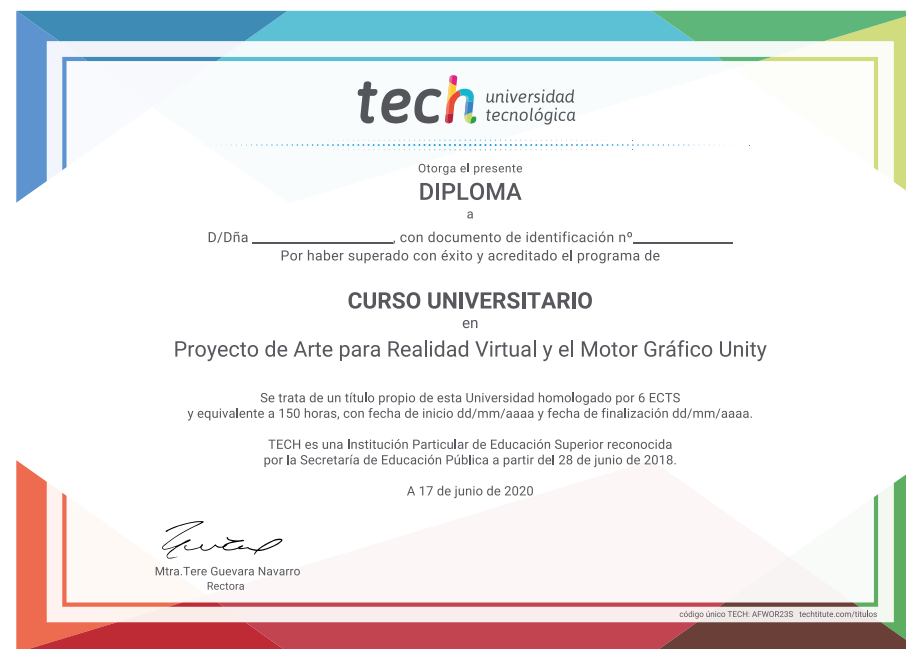 tech universidad
tecnológica
Otorga el presente
DIPLOMA
a
D/Dña ____________________, con documento de identificación nº______________
Por haber superado con éxito y acreditado el programa de
CURSO UNIVERSITARIO
en
Proyecto de Arte para Realidad Virtual y el Motor Gráfico Unity
Se trata de un título propio de esta Universidad homologado por 6 ECTS
y equivalente a 150 horas, con fecha de inicio dd/mm/aaaa y fecha de finalización dd/mm/aaaa.
TECH es una Institución Particular de Educación Superior reconocida
por la Secretaría de Educación Pública a partir del 28 de junio de 2018.
A 17 de junio de 2020
Mtra.Tere Guevara Navarro
Rectora
código único TECH: AFWOR23S techtitute.com/titulos